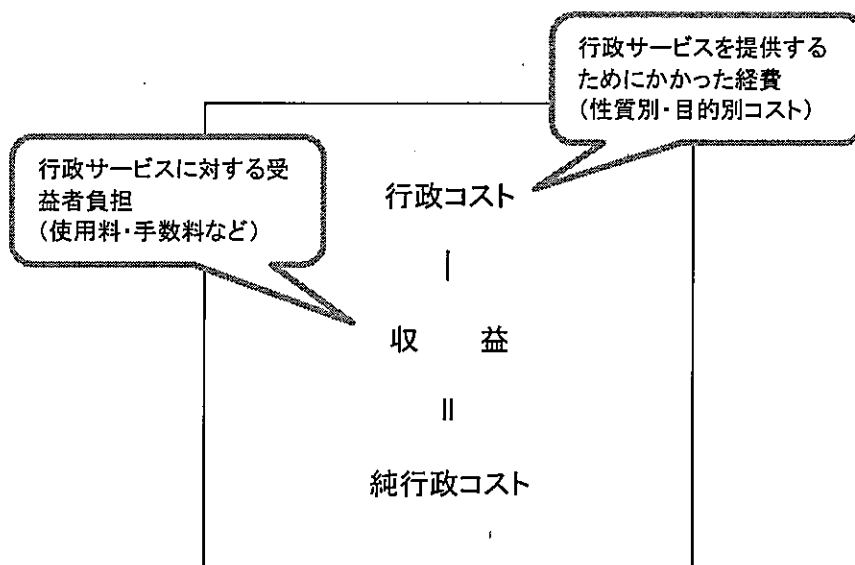 行政サービスを提供する
ためにかかった経費
(性質別・目的別コスト)
行政サービスに対する受
益者負担
(使用料・手数料など)
行政コスト
|
収　益
||
純行政コスト